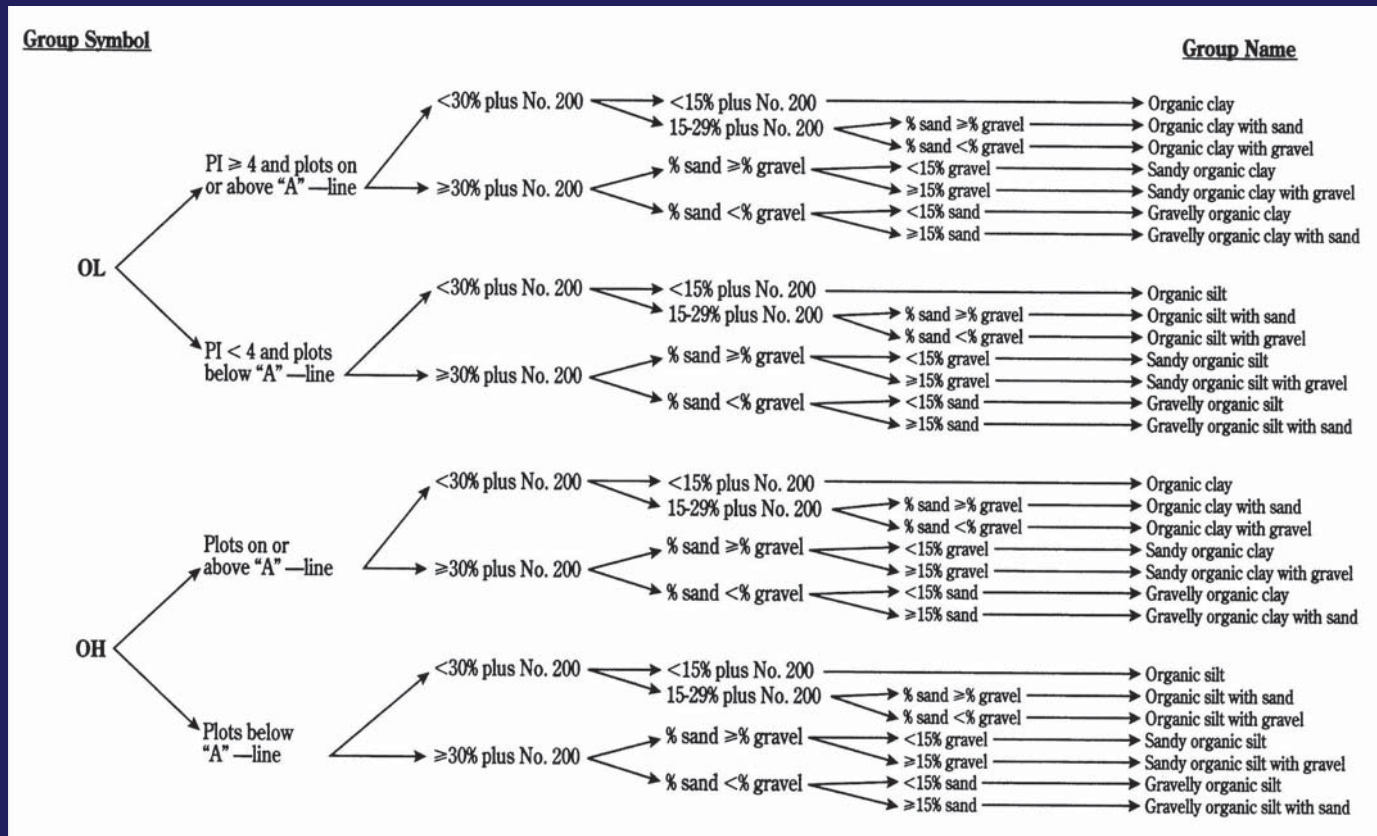 Group Symbol
Group Name
<30% plus No. 200
<15% plus No. 200
Organic clay
15-29% plus No. 200
% sand ≥% gravel
Organic clay with sand
% sand <% gravel
Organic clay with gravel
PI ≥ 4 and plots on
or above "A" —line
≥30% plus No. 200
% sand ≥% gravel
<15% gravel
Sandy organic clay
≥15% gravel
Sandy organic clay with gravel
% sand <% gravel
<15% sand
Gravelly organic clay
≥15% sand
Gravelly organic clay with sand
OL
<30% plus No. 200
<15% plus No. 200
Organic silt
15-29% plus No. 200
% sand ≥% gravel
Organic silt with sand
% sand <% gravel
Organic silt with gravel
PI < 4 and plots
below "A" —line
≥30% plus No. 200
% sand ≥% gravel
<15% gravel
Sandy organic silt
≥15% gravel
Sandy organic silt with gravel
% sand <% gravel
<15% sand
Gravelly organic silt
≥15% sand
Gravelly organic silt with sand
<30% plus No. 200
<15% plus No. 200
Organic clay
15-29% plus No. 200
% sand ≥% gravel
Organic clay with sand
% sand <% gravel
Organic clay with gravel
Plots on or
above "A" —line
≥30% plus No. 200
% sand ≥% gravel
<15% gravel
Sandy organic clay
≥15% gravel
Sandy organic clay with gravel
% sand <% gravel
<15% sand
Gravelly organic clay
≥15% sand
Gravelly organic clay with sand
OH
<30% plus No. 200
<15% plus No. 200
Organic silt
15-29% plus No. 200
% sand ≥% gravel
Organic silt with sand
% sand <% gravel
Organic silt with gravel
Plots below
"A" —line
≥30% plus No. 200
% sand ≥% gravel
<15% gravel
Sandy organic silt
≥15% gravel
Sandy organic silt with gravel
% sand <% gravel
<15% sand
Gravelly organic silt
≥15% sand
Gravelly organic silt with sand